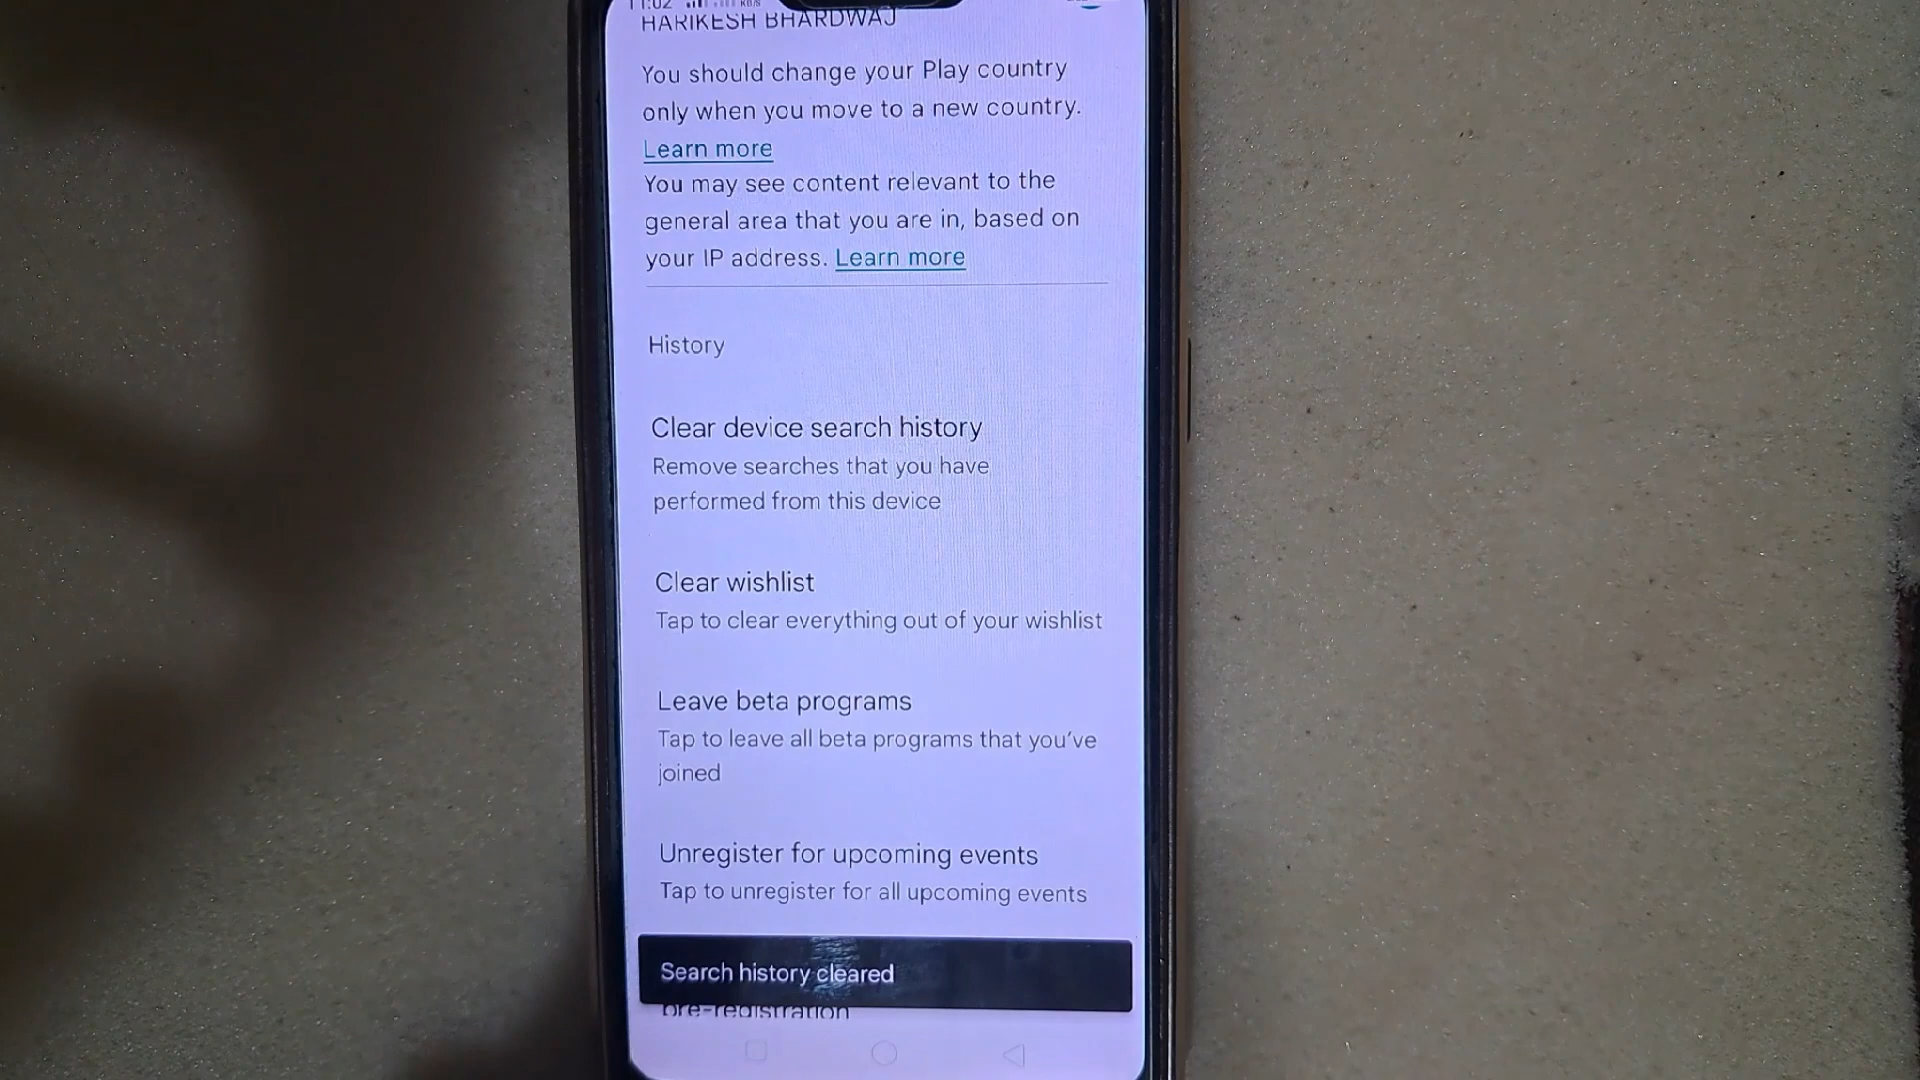 11:02
HARIKESH BHARDWAJ
You should change your Play country
only when you move to a new country.
Learn more
You may see content relevant to the
general area that you are in, based on
your IP address. Learn more
History
Clear device search history
Remove searches that you have
performed from this device
Clear wishlist
Tap to clear everything out of your wishlist
Leave beta programs
Tap to leave all beta programs that you've
joined
Unregister for upcoming events
Tap to unregister for all upcoming events
Search history cleared
pre-registration